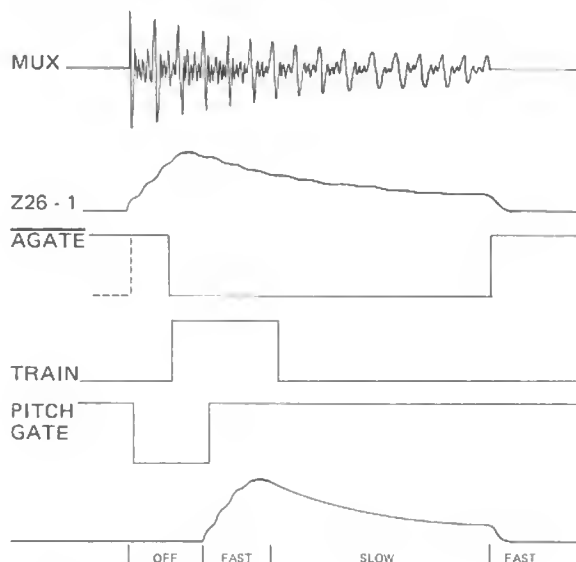 MUX
Z26 - 1
AGATE
TRAIN
PITCH
GATE
OFF FAST SLOW FAST